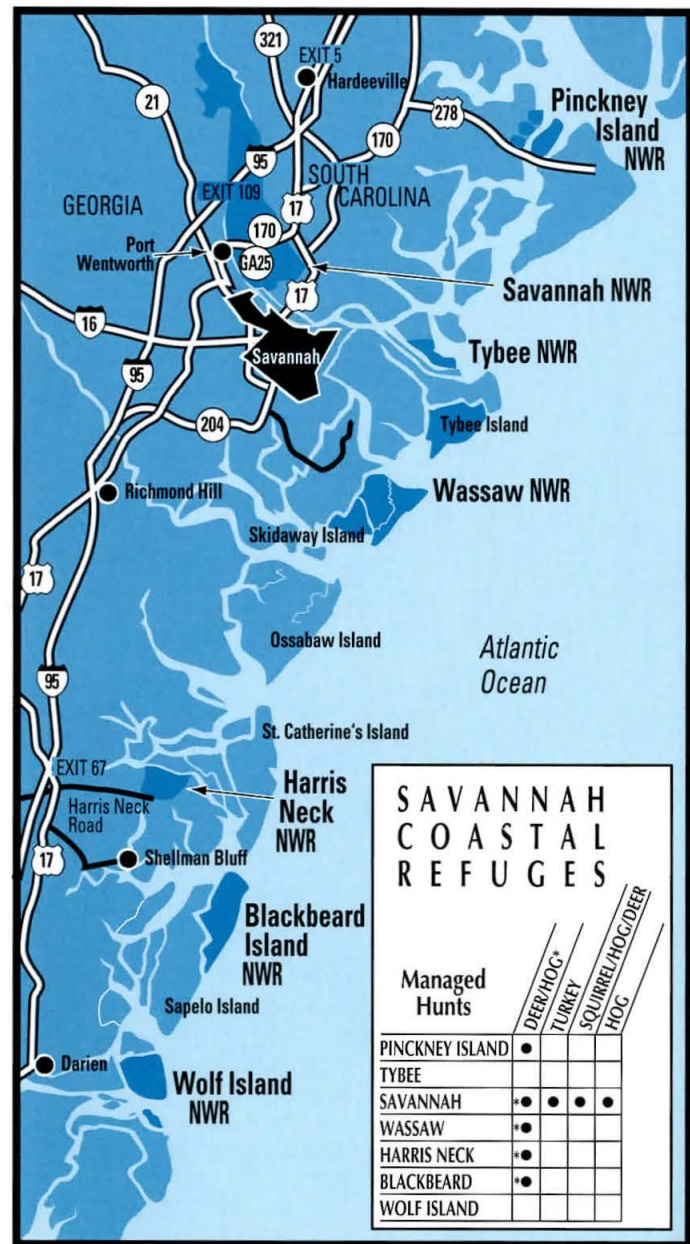 321
EXIT 5
Hardeeville
21
Pinckney
Island
NWR
278
170
95
SOUTH
CAROLINA
EXIT 109
GEORGIA
17
170
Port
Wentworth
GA25
Savannah NWR
17
16
Savannah
Tybee NWR
95
204
Tybee Island
Richmond Hill
Wassaw NWR
Skidaway Island
17
Ossabaw Island
Atlantic
Ocean
95
St. Catherine's Island
EXIT 67
Harris
Neck
NWR
Harris Neck
Road
17
Shellman Bluff
Blackbeard
Island
NWR
Sapelo Island
Darien
Wolf Island
NWR
SAVANNAH
COASTAL
REFUGES
Managed
Hunts
DEER/HOG*
TURKEY
SQUIRREL/HOG/DEER
HOG
PINCKNEY ISLAND ●
TYBEE
SAVANNAH *● ● ● ●
WASSAW *●
HARRIS NECK *●
BLACKBEARD *●
WOLF ISLAND